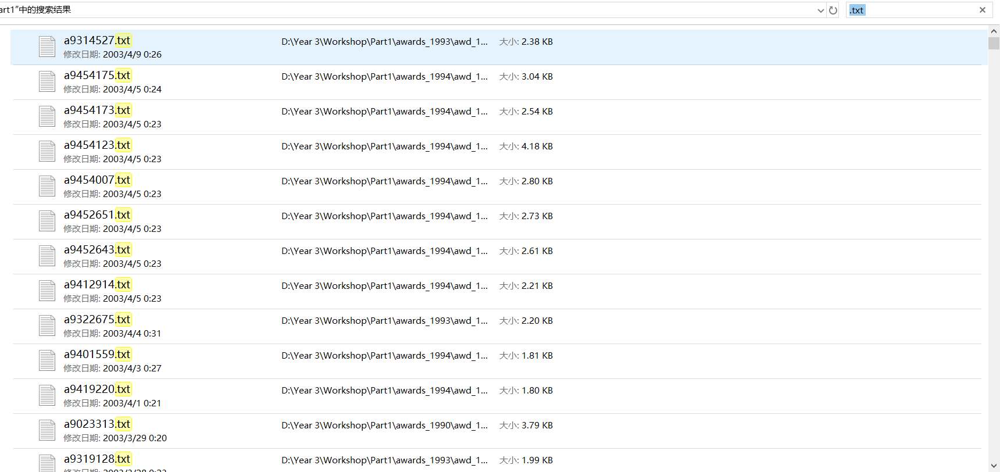 art1”中的搜索结果
.txt
a9314527.txt
D:\Year 3\Workshop\Part1\awards_1993\awd_1...
大小: 2.38 KB
修改日期: 2003/4/9 0:26
a9454175.txt
D:\Year 3\Workshop\Part1\awards_1994\awd_1...
大小: 3.04 KB
修改日期: 2003/4/5 0:24
a9454173.txt
D:\Year 3\Workshop\Part1\awards_1994\awd_1...
大小: 2.54 KB
修改日期: 2003/4/5 0:23
a9454123.txt
D:\Year 3\Workshop\Part1\awards_1994\awd_1...
大小: 4.18 KB
修改日期: 2003/4/5 0:23
a9454007.txt
D:\Year 3\Workshop\Part1\awards_1994\awd_1...
大小: 2.80 KB
修改日期: 2003/4/5 0:23
a9452651.txt
D:\Year 3\Workshop\Part1\awards_1994\awd_1...
大小: 2.73 KB
修改日期: 2003/4/5 0:23
a9452643.txt
D:\Year 3\Workshop\Part1\awards_1994\awd_1...
大小: 2.61 KB
修改日期: 2003/4/5 0:23
a9412914.txt
D:\Year 3\Workshop\Part1\awards_1994\awd_1...
大小: 2.21 KB
修改日期: 2003/4/5 0:23
a9322675.txt
D:\Year 3\Workshop\Part1\awards_1993\awd_1...
大小: 2.20 KB
修改日期: 2003/4/4 0:31
a9401559.txt
D:\Year 3\Workshop\Part1\awards_1994\awd_1...
大小: 1.81 KB
修改日期: 2003/4/3 0:27
a9419220.txt
D:\Year 3\Workshop\Part1\awards_1994\awd_1...
大小: 1.80 KB
修改日期: 2003/4/1 0:21
a9023313.txt
D:\Year 3\Workshop\Part1\awards_1990\awd_1...
大小: 3.79 KB
修改日期: 2003/3/29 0:20
a9319128.txt
D:\Year 3\Workshop\Part1\awards_1993\awd_1...
大小: 1.99 KB